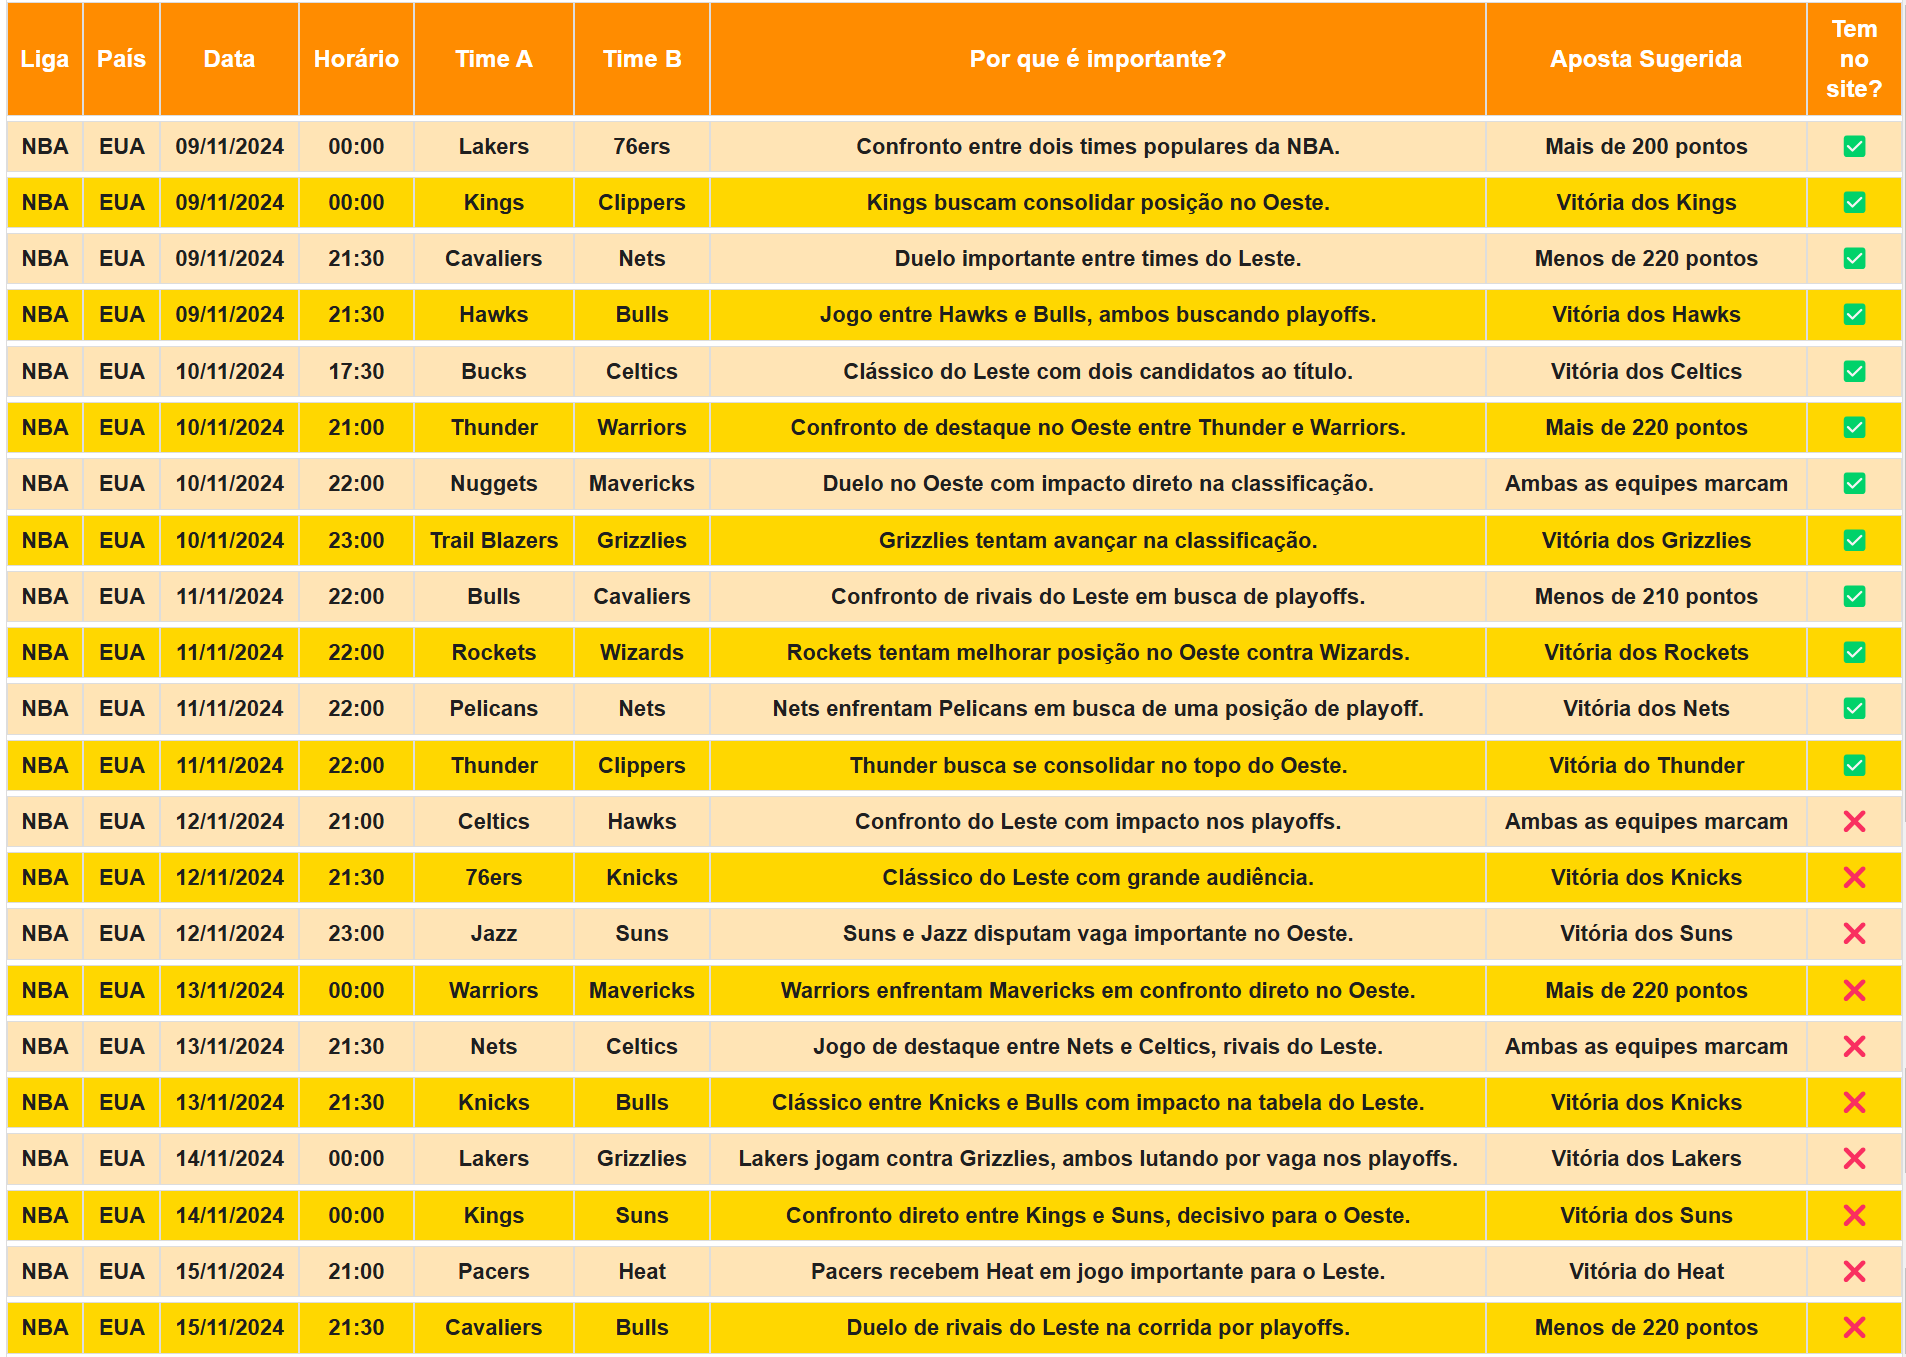 Liga País Data Horário Time A Time B Por que é importante? Aposta Sugerida Tem no site?
NBA EUA 09/11/2024 00:00 Lakers 76ers Confronto entre dois times populares da NBA. Mais de 200 pontos ✅
NBA EUA 09/11/2024 00:00 Kings Clippers Kings buscam consolidar posição no Oeste. Vitória dos Kings ✅
NBA EUA 09/11/2024 21:30 Cavaliers Nets Duelo importante entre times do Leste. Menos de 220 pontos ✅
NBA EUA 09/11/2024 21:30 Hawks Bulls Jogo entre Hawks e Bulls, ambos buscando playoffs. Vitória dos Hawks ✅
NBA EUA 10/11/2024 17:30 Bucks Celtics Clássico do Leste com dois candidatos ao título. Vitória dos Celtics ✅
NBA EUA 10/11/2024 21:00 Thunder Warriors Confronto de destaque no Oeste entre Thunder e Warriors. Mais de 220 pontos ✅
NBA EUA 10/11/2024 22:00 Nuggets Mavericks Duelo no Oeste com impacto direto na classificação. Ambas as equipes marcam ✅
NBA EUA 10/11/2024 23:00 Trail Blazers Grizzlies Grizzlies tentam avançar na classificação. Vitória dos Grizzlies ✅
NBA EUA 11/11/2024 22:00 Bulls Cavaliers Confronto de rivais do Leste em busca de playoffs. Menos de 210 pontos ✅
NBA EUA 11/11/2024 22:00 Rockets Wizards Rockets tentam melhorar posição no Oeste contra Wizards. Vitória dos Rockets ✅
NBA EUA 11/11/2024 22:00 Pelicans Nets Nets enfrentam Pelicans em busca de uma posição de playoff. Vitória dos Nets ✅
NBA EUA 11/11/2024 22:00 Thunder Clippers Thunder busca se consolidar no topo do Oeste. Vitória do Thunder ✅
NBA EUA 12/11/2024 21:00 Celtics Hawks Confronto do Leste com impacto nos playoffs. Ambas as equipes marcam ❌
NBA EUA 12/11/2024 21:30 76ers Knicks Clássico do Leste com grande audiência. Vitória dos Knicks ❌
NBA EUA 12/11/2024 23:00 Jazz Suns Suns e Jazz disputam vaga importante no Oeste. Vitória dos Suns ❌
NBA EUA 13/11/2024 00:00 Warriors Mavericks Warriors enfrentam Mavericks em confronto direto no Oeste. Mais de 220 pontos ❌
NBA EUA 13/11/2024 21:30 Nets Celtics Jogo de destaque entre Nets e Celtics, rivais do Leste. Ambas as equipes marcam ❌
NBA EUA 13/11/2024 21:30 Knicks Bulls Clássico entre Knicks e Bulls com impacto na tabela do Leste. Vitória dos Knicks ❌
NBA EUA 14/11/2024 00:00 Lakers Grizzlies Lakers jogam contra Grizzlies, ambos lutando por vaga nos playoffs. Vitória dos Lakers ❌
NBA EUA 14/11/2024 00:00 Kings Suns Confronto direto entre Kings e Suns, decisivo para o Oeste. Vitória dos Suns ❌
NBA EUA 15/11/2024 21:00 Pacers Heat Pacers recebem Heat em jogo importante para o Leste. Vitória do Heat ❌
NBA EUA 15/11/2024 21:30 Cavaliers Bulls Duelo de rivais do Leste na corrida por playoffs. Menos de 220 pontos ❌